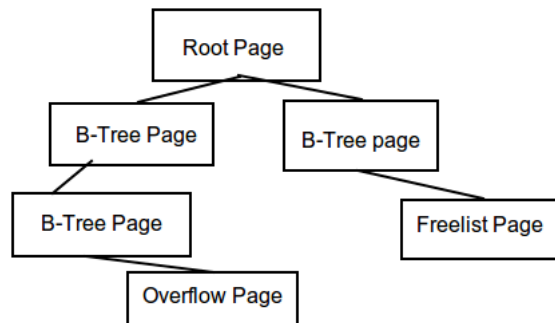 Root Page
B-Tree Page
B-Tree page
B-Tree Page
Freelist Page
Overflow Page